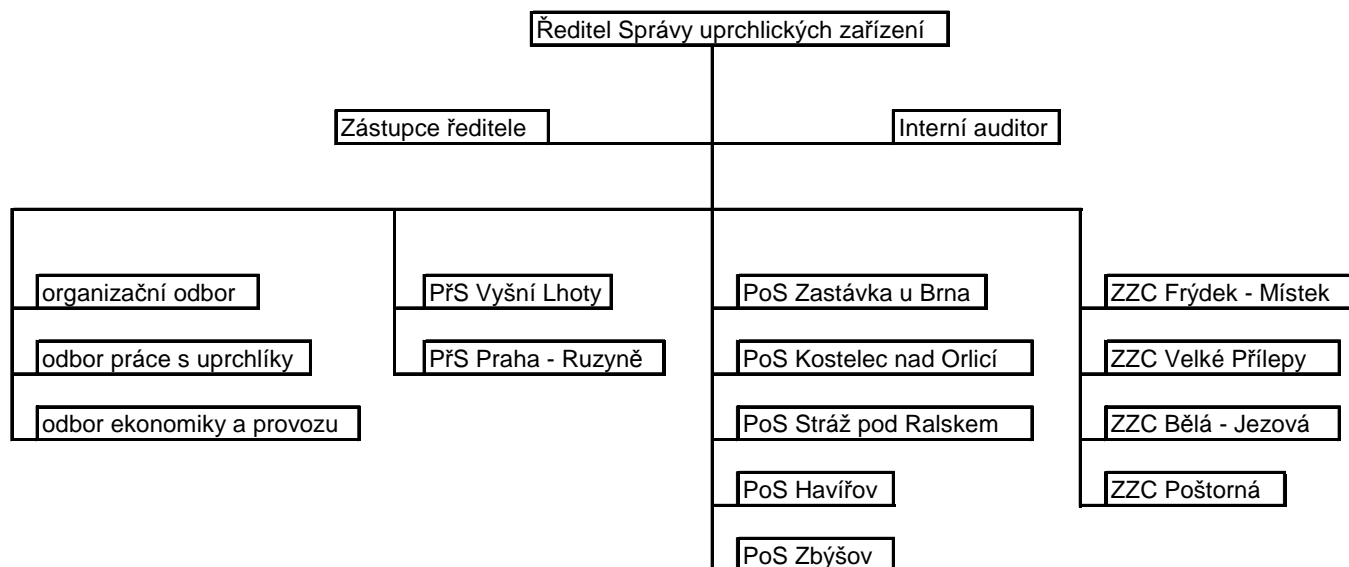 Ředitel Správy uprchlických zařízení
Zástupce ředitele
Interní auditor
organizační odbor
PřS Vyšní Lhoty
PoS Zastávka u Brna
ZZC Frýdek - Místek
odbor práce s uprchlíky
PřS Praha - Ruzyně
PoS Kostelec nad Orlicí
ZZC Velké Přílepy
odbor ekonomiky a provozu
PoS Stráž pod Ralskem
ZZC Bělá - Jezová
PoS Havířov
ZZC Poštorná
PoS Zbýšov